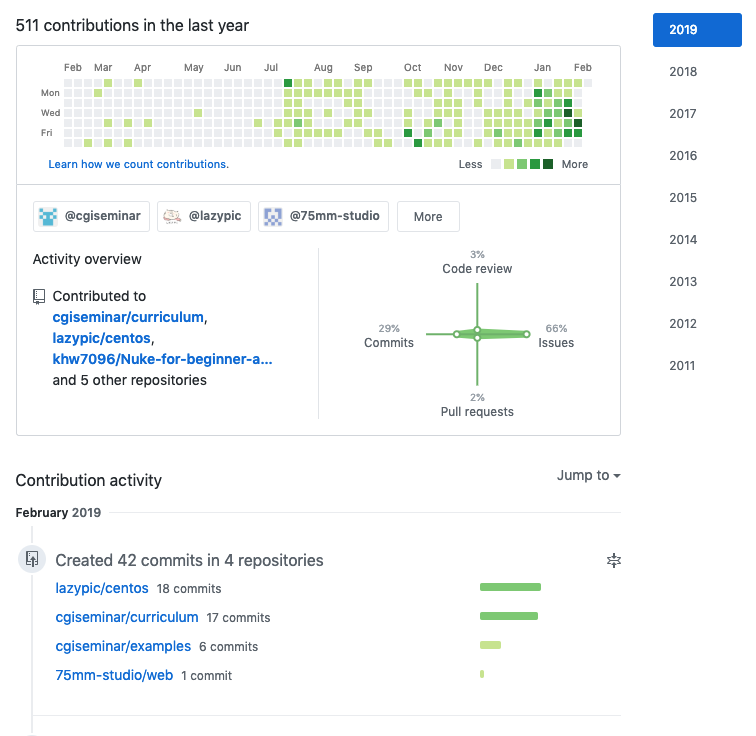 511 contributions in the last year
Feb Mar Apr May Jun Jul Aug Sep Oct Nov Dec Jan Feb
Mon
Wed
Fri
Learn how we count contributions.
Less More
@cgiseminar @lazypic @75mm-studio More
Activity overview
Contributed to
cgiseminar/curriculum,
lazypic/centos,
khw7096/Nuke-for-beginner-a...
and 5 other repositories
3%
Code review
29%
Commits
66%
Issues
2%
Pull requests
2019
2018
2017
2016
2015
2014
2013
2012
2011
Contribution activity
Jump to
February 2019
Created 42 commits in 4 repositories
lazypic/centos 18 commits
cgiseminar/curriculum 17 commits
cgiseminar/examples 6 commits
75mm-studio/web 1 commit